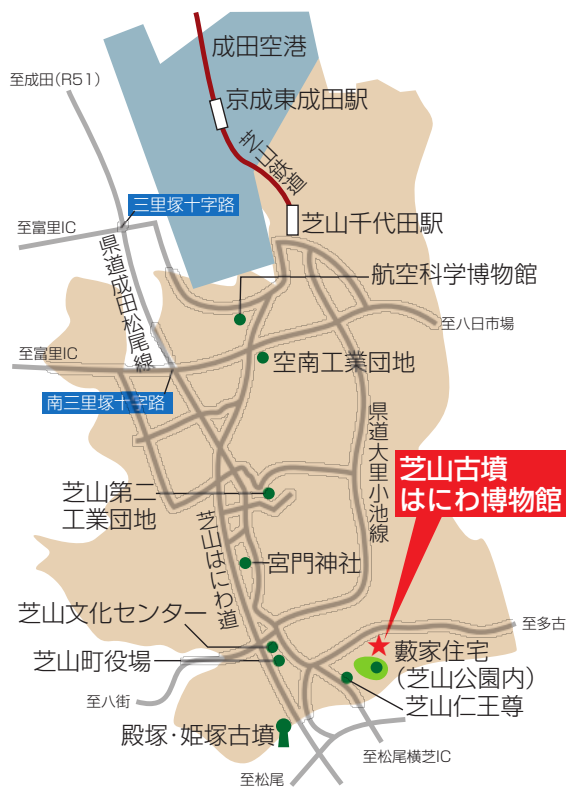 成田空港
至成田(R51)
京成東成田駅
芝山鉄道
三里塚十字路
至富里IC
芝山千代田駅
県道成田松尾線
航空科学博物館
至八日市場
至富里IC
空南工業団地
南三里塚十字路
県道大里小池線
芝山古墳
はにわ博物館
芝山第二
工業団地
芝山はにわ道
宮門神社
芝山文化センター
至多古
芝山町役場
藪家住宅
(芝山公園内)
至八街
芝山仁王尊
殿塚・姫塚古墳
至松尾横芝IC
至松尾